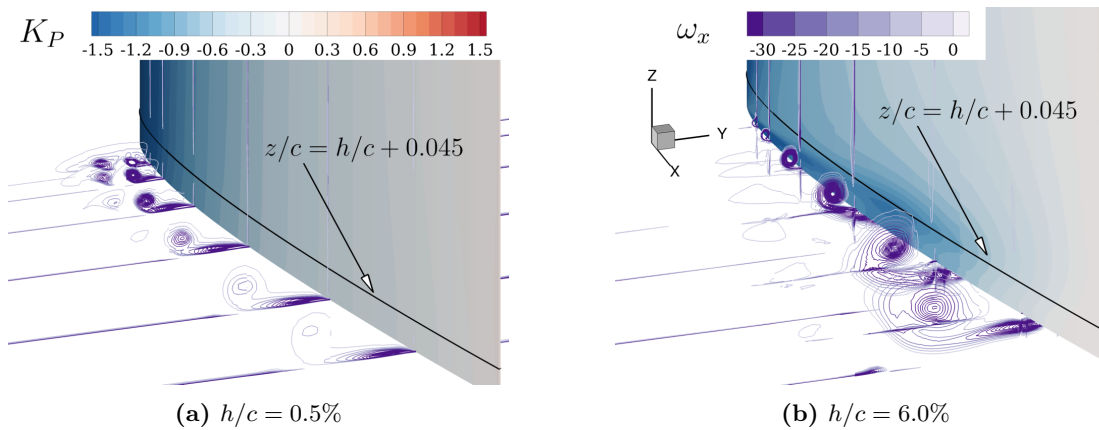 K_P
-1.5 -1.2 -0.9 -0.6 -0.3 0 0.3 0.6 0.9 1.2 1.5
z/c = h/c + 0.045
(a) h/c = 0.5%
ω_x
-30 -25 -20 -15 -10 -5 0
Z
Y
X
z/c = h/c + 0.045
(b) h/c = 6.0%